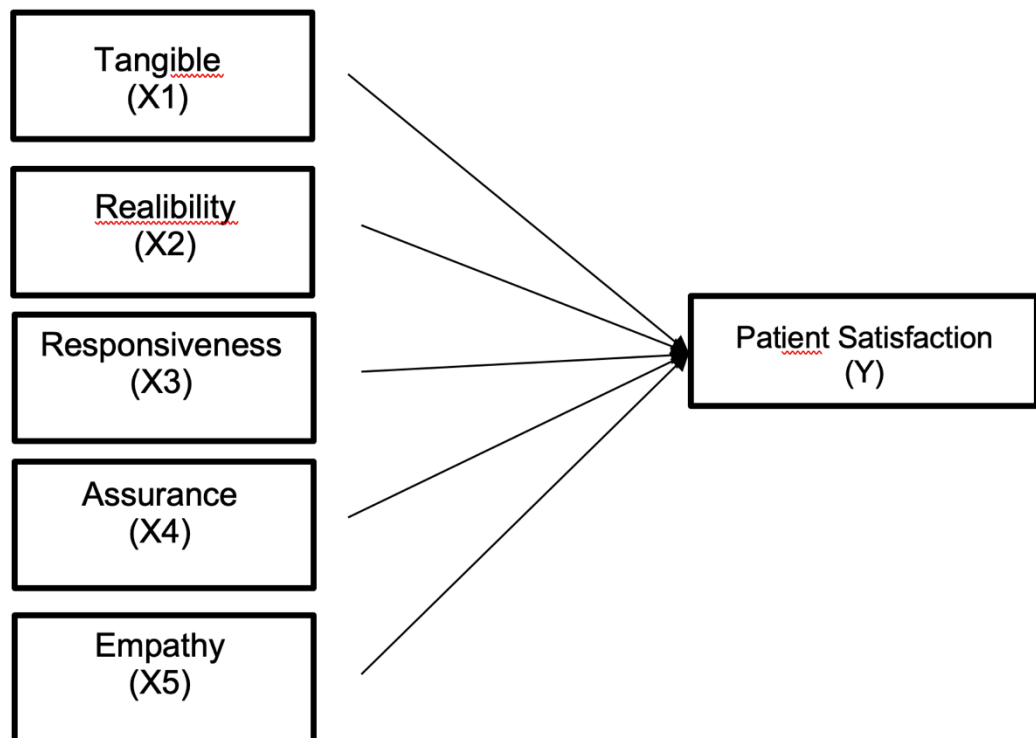 Tangible
(X1)
Realibility
(X2)
Responsiveness
(X3)
Assurance
(X4)
Empathy
(X5)
Patient Satisfaction
(Y)